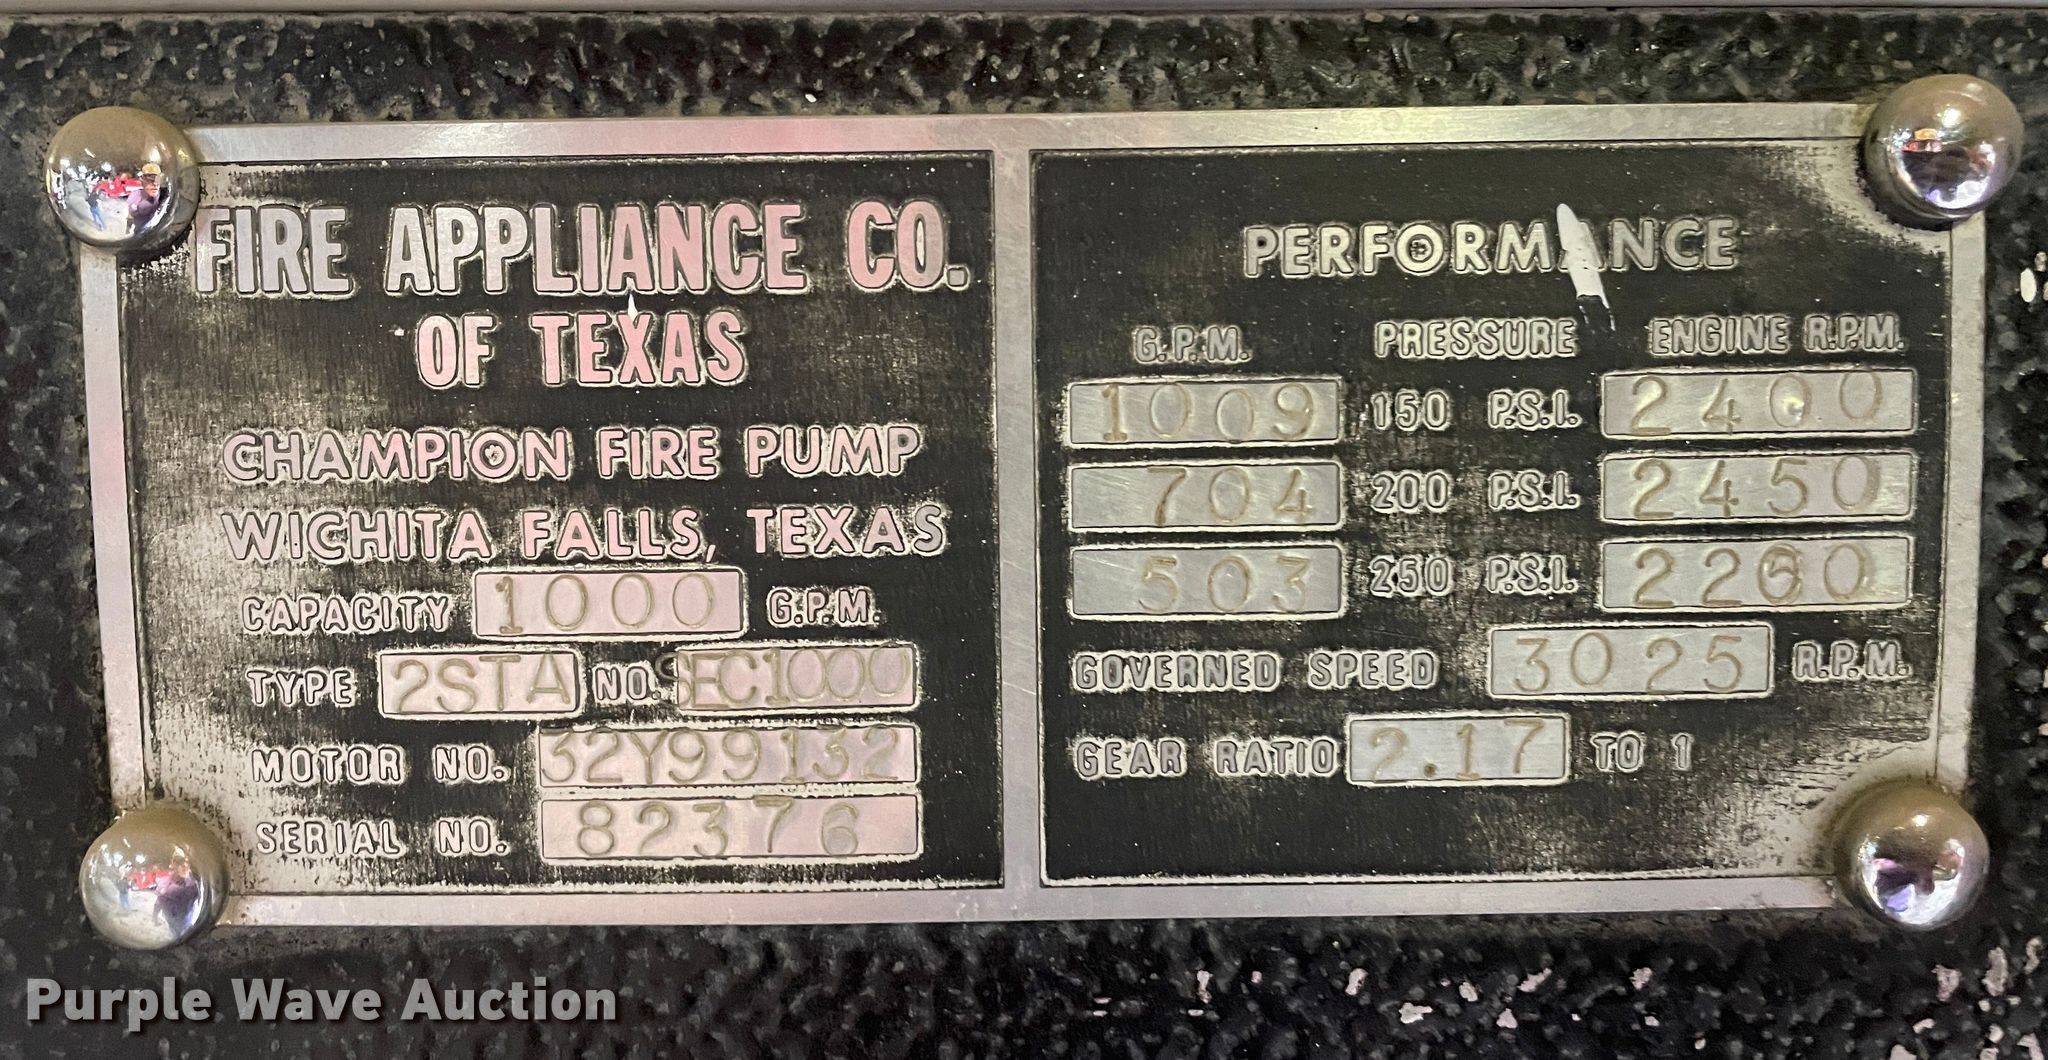 FIRE APPLIANCE CO.
OF TEXAS
CHAMPION FIRE PUMP
WICHITA FALLS, TEXAS
CAPACITY 1000 G.P.M.
TYPE 2STA NO. SEC1000
MOTOR NO. 32Y99132
SERIAL NO. 82376
PERFORMANCE
G.P.M. PRESSURE ENGINE R.P.M.
1009 150 P.S.I. 2400
704 200 P.S.I. 2450
503 250 P.S.I.
GOVERNED SPEED 3025 R.P.M.
GEAR RATIO 2.17 TO 1
Purple Wave Auction